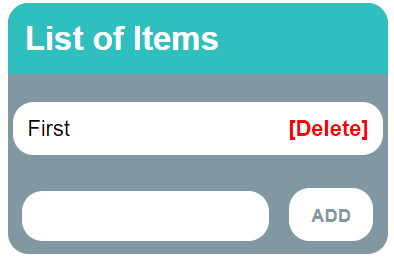 List of Items
First [Delete]
ADD